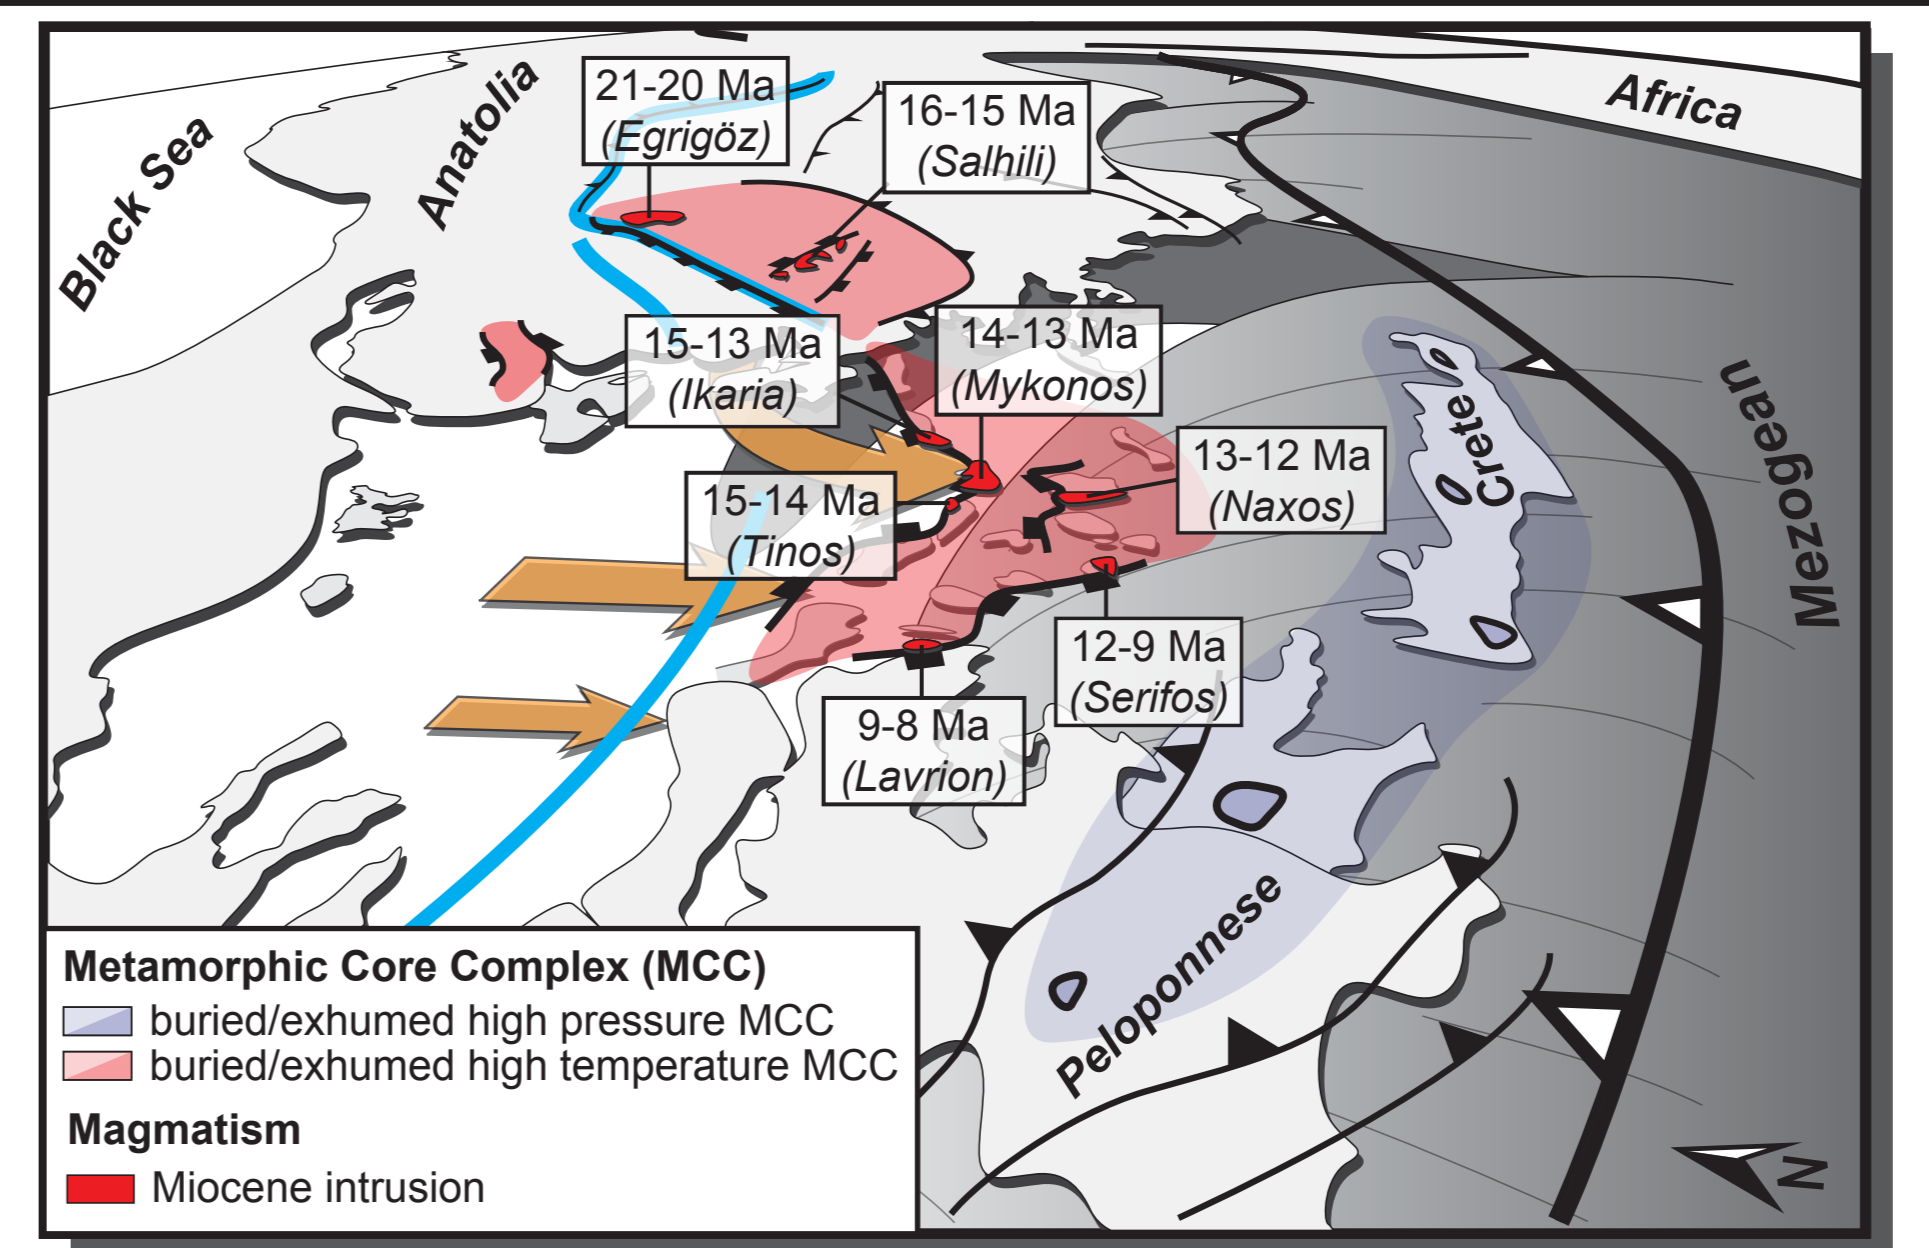 Black Sea
Anatolia
Africa
Mezogean
21-20 Ma
(Egrigöz)
16-15 Ma
(Salhili)
15-13 Ma
(Ikaria)
14-13 Ma
(Mykonos)
13-12 Ma
(Naxos)
15-14 Ma
(Tinos)
12-9 Ma
(Serifos)
9-8 Ma
(Lavrion)
Crete
Peloponnese
N
Metamorphic Core Complex (MCC)
buried/exhumed high pressure MCC
buried/exhumed high temperature MCC
Magmatism
Miocene intrusion